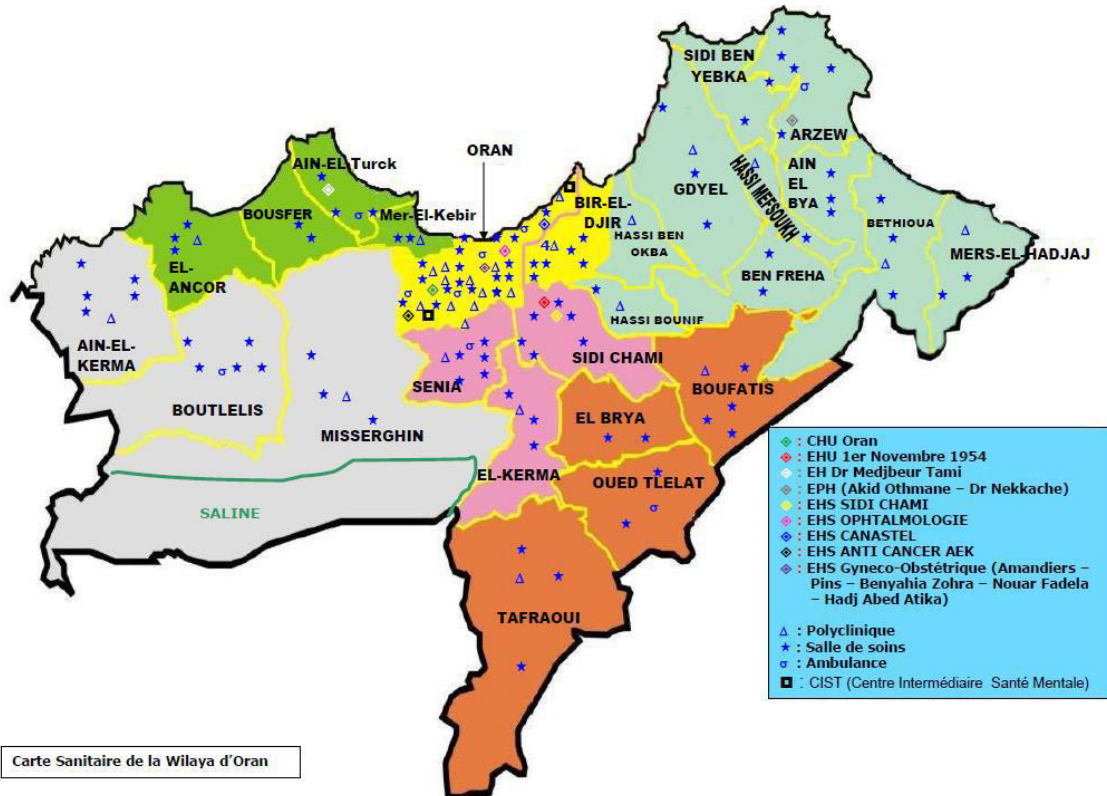 SIDI BEN
YEBKA
ARZEW
ORAN
AIN-EL-Turck
HASSI MEFSOUKH
AIN
EL
BYA
GDYEL
BOUSFER
Mer-El-Kebir
BIR-EL-
DJIR
HASSI BEN
OKBA
BETHIOUA
MERS-EL-HADJAJ
4Δ
EL-
ANCOR
BEN FREHA
HASSI BOUNIF
AIN-EL-
KERMA
SIDI CHAMI
SENIA
BOUFATIS
BOUTLELIS
EL BRYA
MISSERGHIN
EL-KERMA
OUED TLELAT
SALINE
TAFRAOUI
: CHU Oran
: EHU 1er Novembre 1954
: EH Dr Medjbeur Tami
: EPH (Akid Othmane – Dr Nekkache)
: EHS SIDI CHAMI
: EHS OPHTALMOLOGIE
: EHS CANASTEL
: EHS ANTI CANCER AEK
: EHS Gyneco-Obstétrique (Amandiers –
Pins – Benyahia Zohra – Nouar Fadela
– Hadj Abed Atika)
Δ : Polyclinique
★ : Salle de soins
σ : Ambulance
: CIST (Centre Intermédiaire Santé Mentale)
Carte Sanitaire de la Wilaya d’Oran